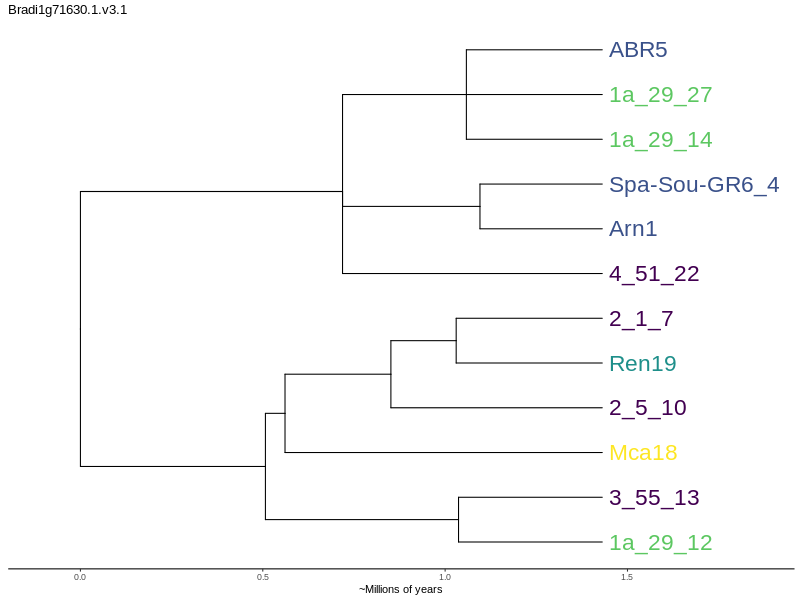 Bradi1g71630.1.v3.1
ABR5
1a_29_27
1a_29_14
Spa-Sou-GR6_4
Arn1
4_51_22
2_1_7
Ren19
2_5_10
Mca18
3_55_13
1a_29_12
0.0 0.5 1.0 1.5
~Millions of years